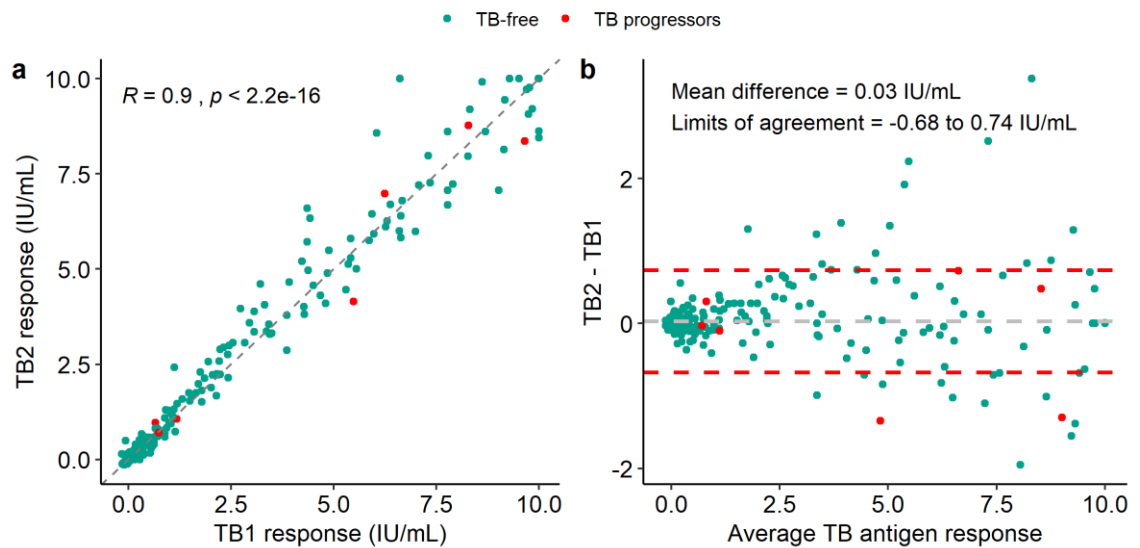 TB-free TB progressors
a
R = 0.9 , p < 2.2e-16
TB2 response (IU/mL)
10.0
7.5
5.0
2.5
0.0
0.0 2.5 5.0 7.5 10.0
TB1 response (IU/mL)
b
Mean difference = 0.03 IU/mL
Limits of agreement = -0.68 to 0.74 IU/mL
TB2 - TB1
2
0
-2
0.0 2.5 5.0 7.5 10.0
Average TB antigen response